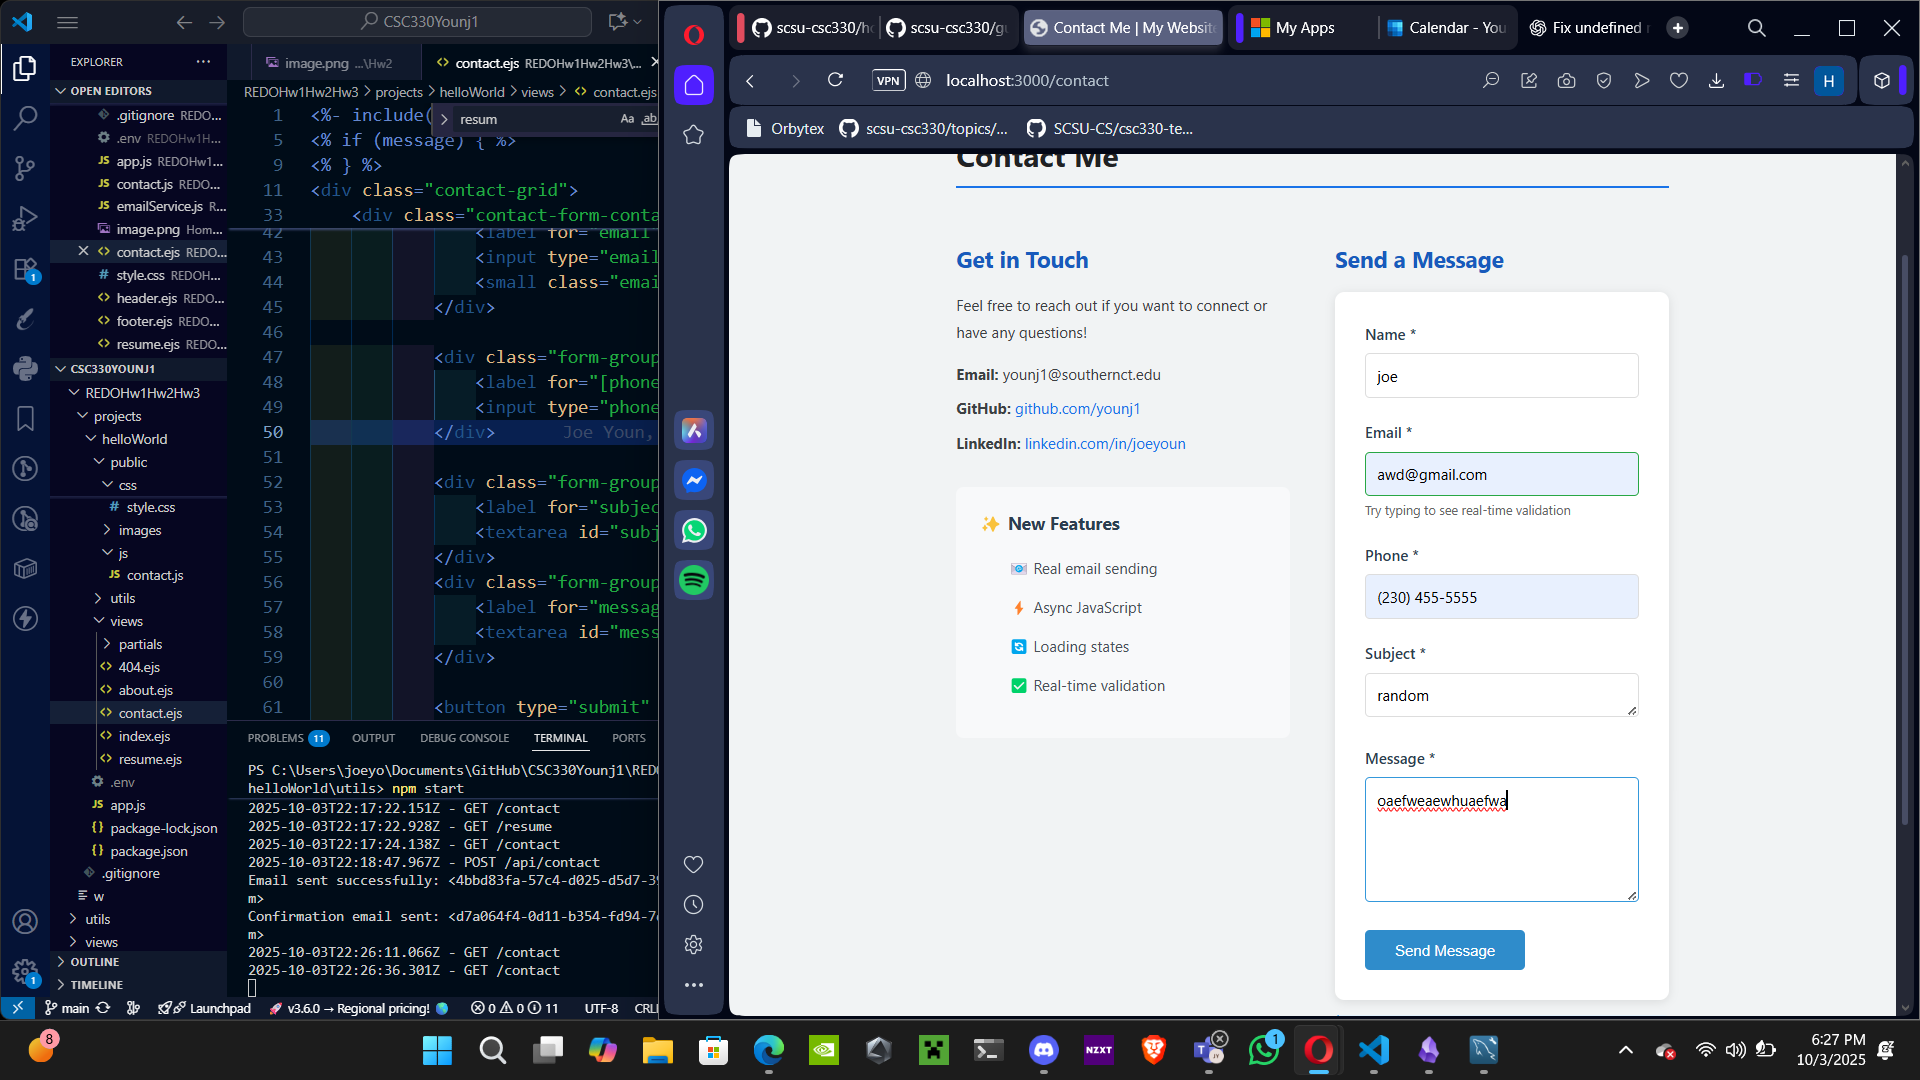 CSC330Younj1
EXPLORER
OPEN EDITORS
.gitignore REDO...
.env REDOHw1H...
JS app.js REDOHw1...
JS contact.js REDO...
JS emailService.js R...
image.png Hom...
contact.ejs REDO...
# style.css REDOH...
header.ejs REDO...
footer.ejs REDO...
resume.ejs REDO...
CSC330YOUNJ1
REDOHw1Hw2Hw3
projects
helloWorld
public
css
# style.css
images
js
JS contact.js
utils
views
partials
404.ejs
about.ejs
contact.ejs
index.ejs
resume.ejs
.env
JS app.js
{} package-lock.json
{} package.json
.gitignore
w
utils
views
OUTLINE
TIMELINE
image.png ...\Hw2
contact.ejs REDOHw1Hw2Hw3\...
REDOHw1Hw2Hw3 > projects > helloWorld > views > contact.ejs
resum
Aa
ab
1 <%- include(
5 <% if (message) { %>
9 <% } %>
11 <div class="contact-grid">
33 <div class="contact-form-conta
42 <label for="email
43 <input type="email
44 <small class="emai
45 </div>
46
47 <div class="form-group
48 <label for="[phone
49 <input type="phone
50 </div> Joe Youn,
51
52 <div class="form-group
53 <label for="subjec
54 <textarea id="subj
55 </div>
56 <div class="form-group
57 <label for="messag
58 <textarea id="mess
59 </div>
60
61 <button type="submit"
PROBLEMS 11 OUTPUT DEBUG CONSOLE TERMINAL PORTS
PS C:\Users\joeyo\Documents\GitHub\CSC330Younj1\REDO
helloWorld\utils> npm start
2025-10-03T22:17:22.151Z - GET /contact
2025-10-03T22:17:22.928Z - GET /resume
2025-10-03T22:17:24.138Z - GET /contact
2025-10-03T22:18:47.967Z - POST /api/contact
Email sent successfully: <4bbd83fa-57c4-d025-d5d7-39
m>
Confirmation email sent: <d7a064f4-0d11-b354-fd94-7
m>
2025-10-03T22:26:11.066Z - GET /contact
2025-10-03T22:26:36.301Z - GET /contact
main Launchpad v3.6.0 → Regional pricing! 0 0 11 UTF-8 CRL
scsu-csc330/h
scsu-csc330/g
Contact Me | My Website
My Apps
Calendar - You
Fix undefined
VPN localhost:3000/contact
H
Orbytex
scsu-csc330/topics/...
SCSU-CS/csc330-te...
Contact Me
Get in Touch
Feel free to reach out if you want to connect or
have any questions!
Email: younj1@southernct.edu
GitHub: github.com/younj1
LinkedIn: linkedin.com/in/joeyoun
✨ New Features
📧 Real email sending
⚡ Async JavaScript
🔄 Loading states
✅ Real-time validation
Send a Message
Name *
joe
Email *
awd@gmail.com
Try typing to see real-time validation
Phone *
(230) 455-5555
Subject *
random
Message *
oaefweaewhuaefwa
Send Message
8
NZXT
1
6:27 PM
10/3/2025